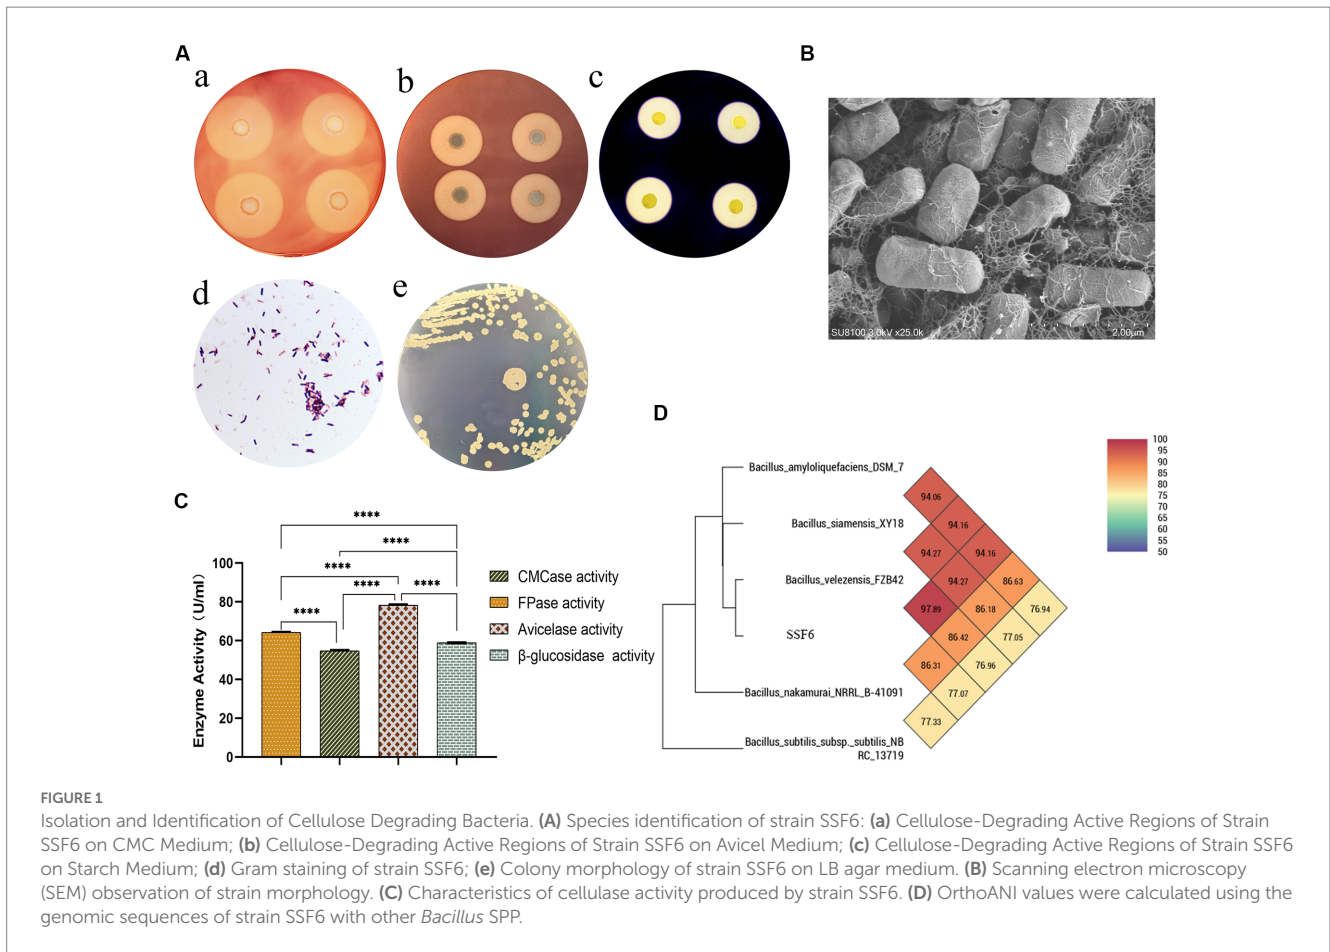 A
a
b
c
B
SU8100 3.0kV x25.0k
2.00μm
d
e
D
100
95
90
85
80
75
70
65
60
55
50
Bacillus_amyloliquefaciens_DSM_7
94.06
94.16
Bacillus_siamensis_XY18
94.27
94.16
94.27
86.63
Bacillus_velezensis_FZB42
97.89
86.18
76.94
SSF6
86.42
77.05
86.31
76.96
Bacillus_nakamurai_NRRL_B-41091
77.07
77.33
Bacillus_subtilis_subsp._subtilis_NB
RC_13719
C
****
****
****
****
****
****
Enzyme Activity（U/ml）
100
80
60
40
20
0
CMCase activity
FPase activity
Avicelase activity
β-glucosidase activity
FIGURE 1
Isolation and Identification of Cellulose Degrading Bacteria. (A) Species identification of strain SSF6: (a) Cellulose-Degrading Active Regions of Strain
SSF6 on CMC Medium; (b) Cellulose-Degrading Active Regions of Strain SSF6 on Avicel Medium; (c) Cellulose-Degrading Active Regions of Strain SSF6
on Starch Medium; (d) Gram staining of strain SSF6; (e) Colony morphology of strain SSF6 on LB agar medium. (B) Scanning electron microscopy
(SEM) observation of strain morphology. (C) Characteristics of cellulase activity produced by strain SSF6. (D) OrthoANI values were calculated using the
genomic sequences of strain SSF6 with other Bacillus SPP.